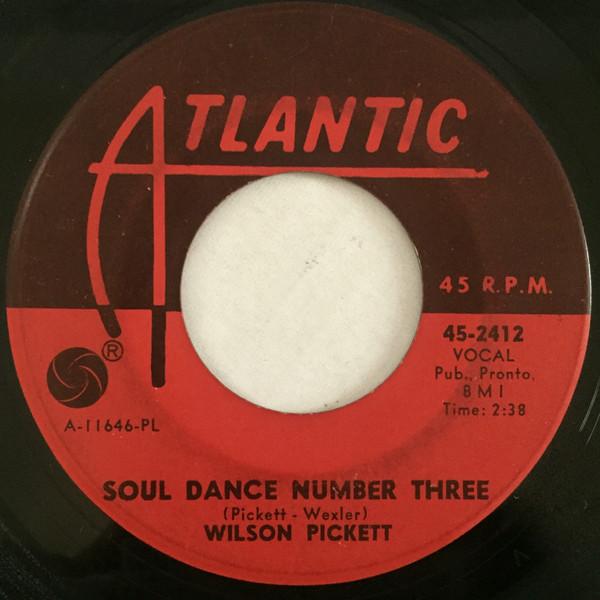 ATLANTIC
45 R.P.M.
45-2412
VOCAL
Pub., Pronto,
BMI
Time: 2:38
®
A-11646-PL
SOUL DANCE NUMBER THREE
(Pickett - Wexler)
WILSON PICKETT